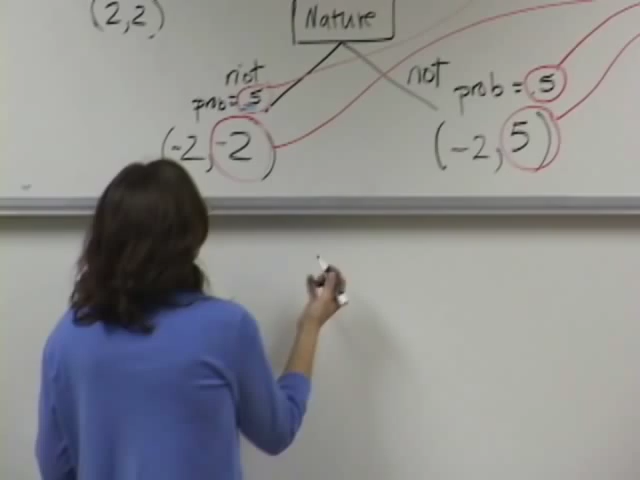 (2,2)
Nature
riot
prob=.5
(-2,-2)
not
prob=.5
(-2,5)